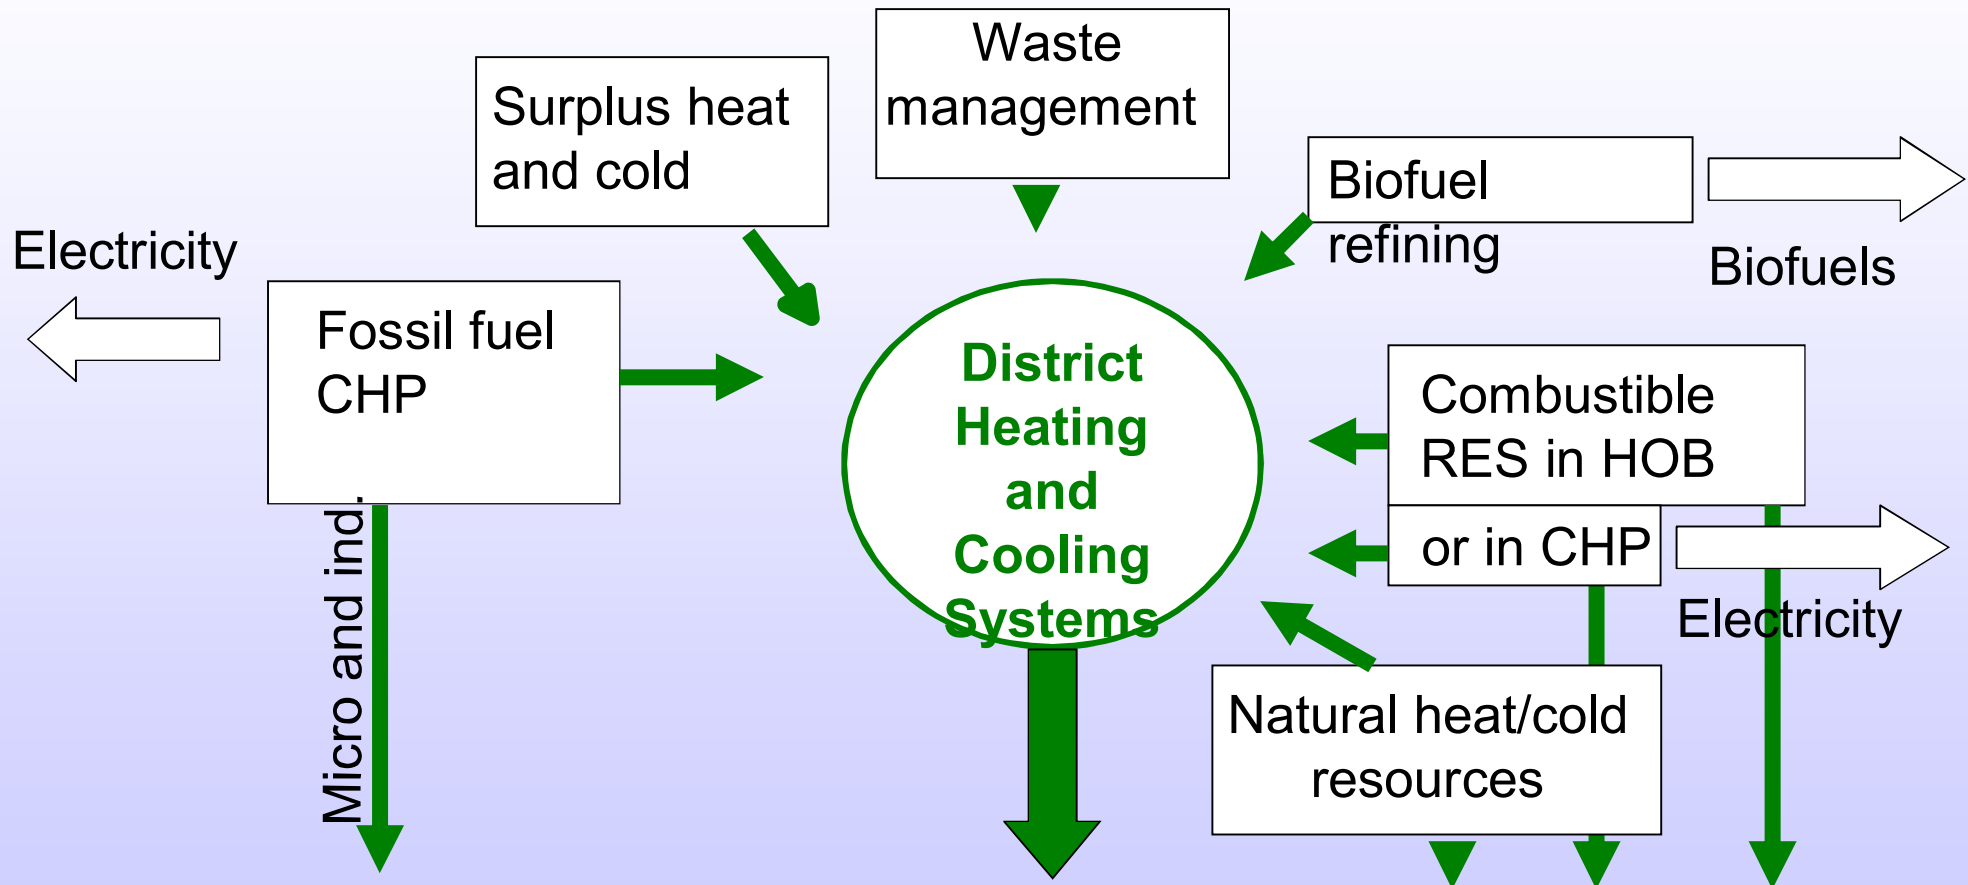 Waste
management
Surplus heat
and cold
Biofuel
refining
Biofuels
Electricity
Fossil fuel
CHP
Micro and ind.
District
Heating
and
Cooling
Systems
Combustible
RES in HOB
or in CHP
Electricity
Natural heat/cold
resources